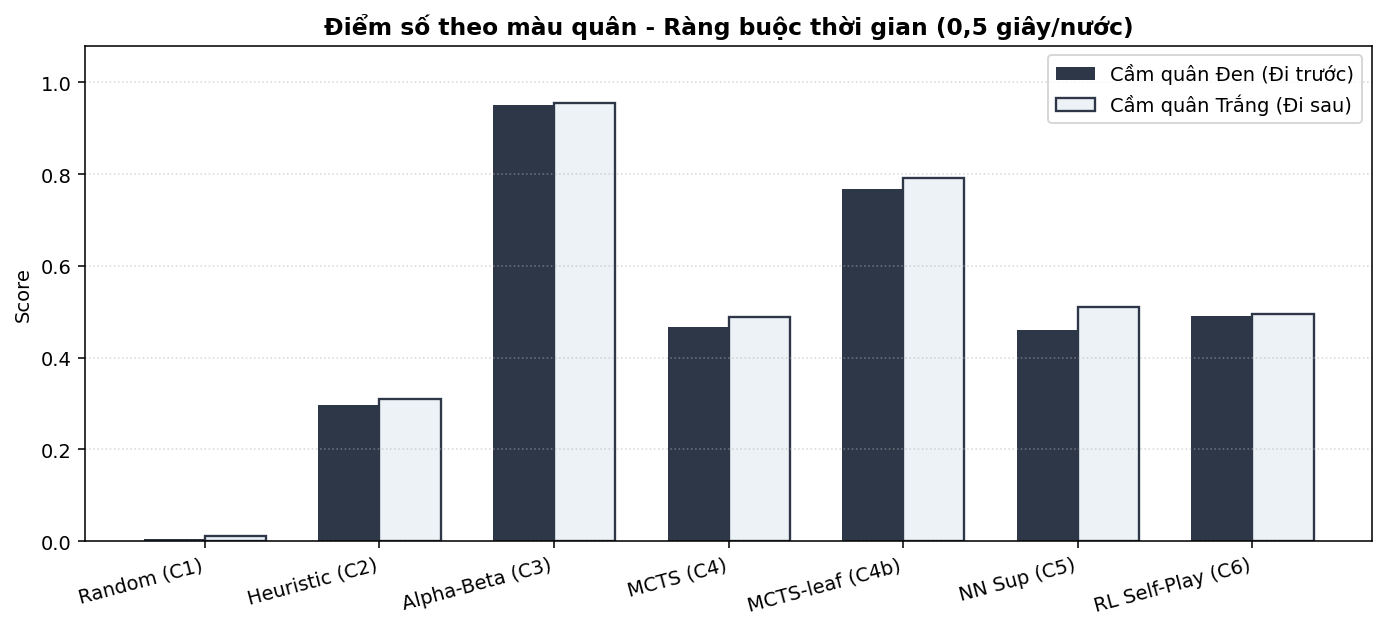 Điểm số theo màu quân - Ràng buộc thời gian (0,5 giây/nước)
Cầm quân Đen (Đi trước)
Cầm quân Trắng (Đi sau)
Score
1.0
0.8
0.6
0.4
0.2
0.0
Random (C1)
Heuristic (C2)
Alpha-Beta (C3)
MCTS (C4)
MCTS-leaf (C4b)
NN Sup (C5)
RL Self-Play (C6)